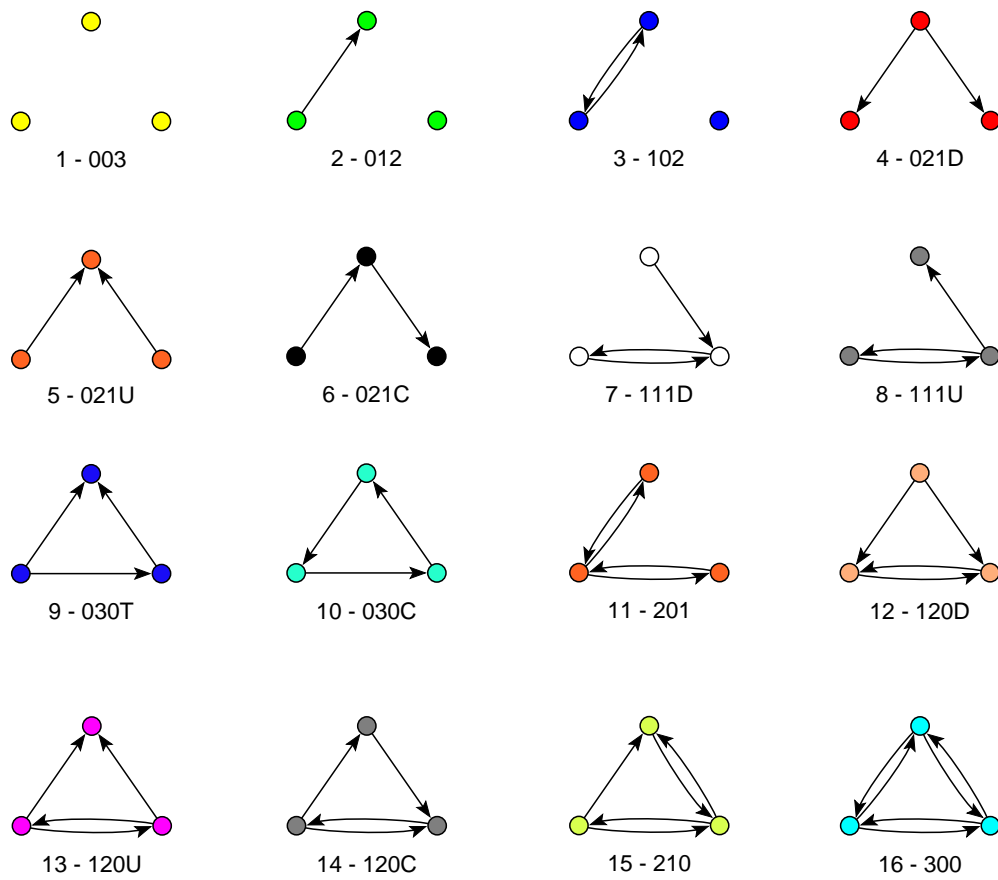 1 - 003
2 - 012
3 - 102
4 - 021D
5 - 021U
6 - 021C
7 - 111D
8 - 111U
9 - 030T
10 - 030C
11 - 201
12 - 120D
13 - 120U
14 - 120C
15 - 210
16 - 300